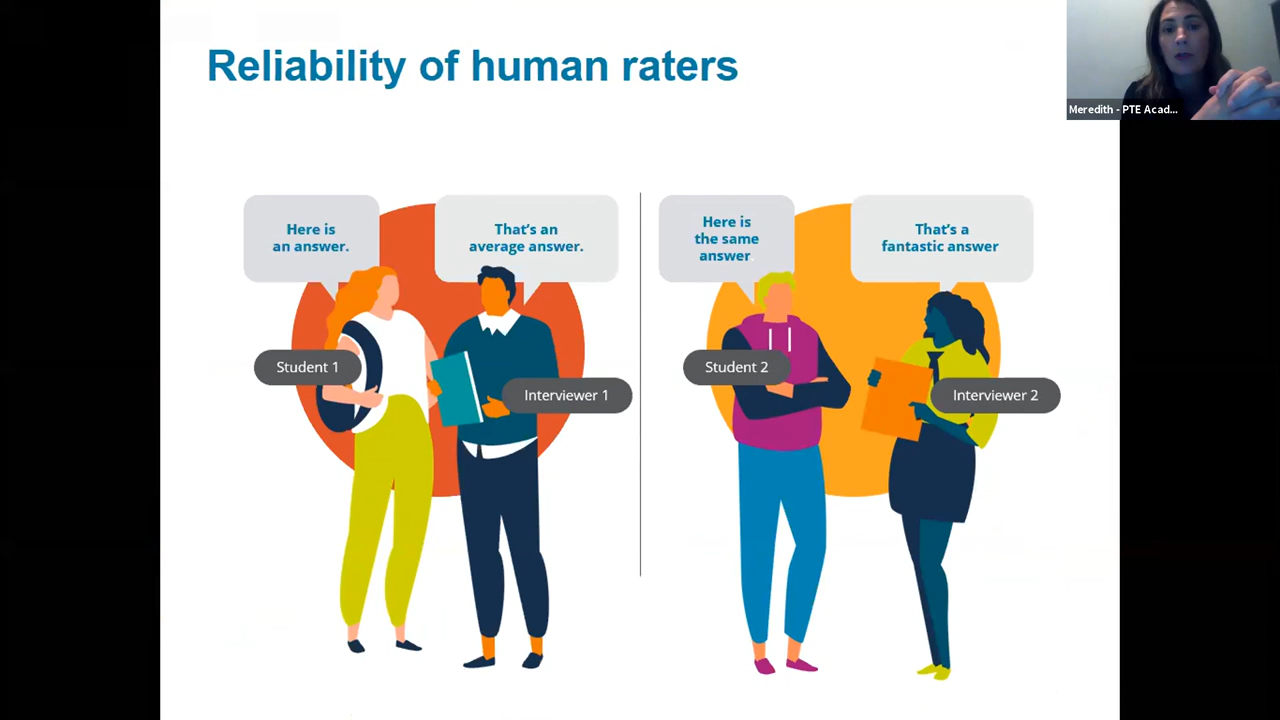 Reliability of human raters
Meredith - PTE Acad...
Here is
an answer.
That's an
average answer.
Student 1
Interviewer 1
Here is
the same
answer
That's a
fantastic answer
Student 2
Interviewer 2